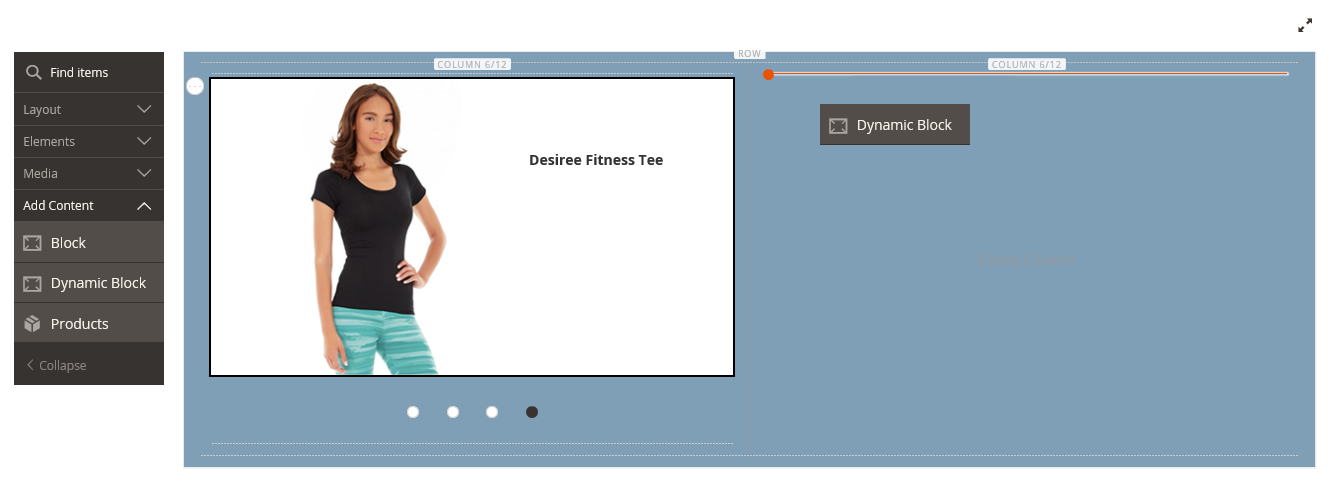 Find items
Layout
Elements
Media
Add Content
Block
Dynamic Block
Products
Collapse
ROW
COLUMN 6/12
Desiree Fitness Tee
COLUMN 6/12
Dynamic Block